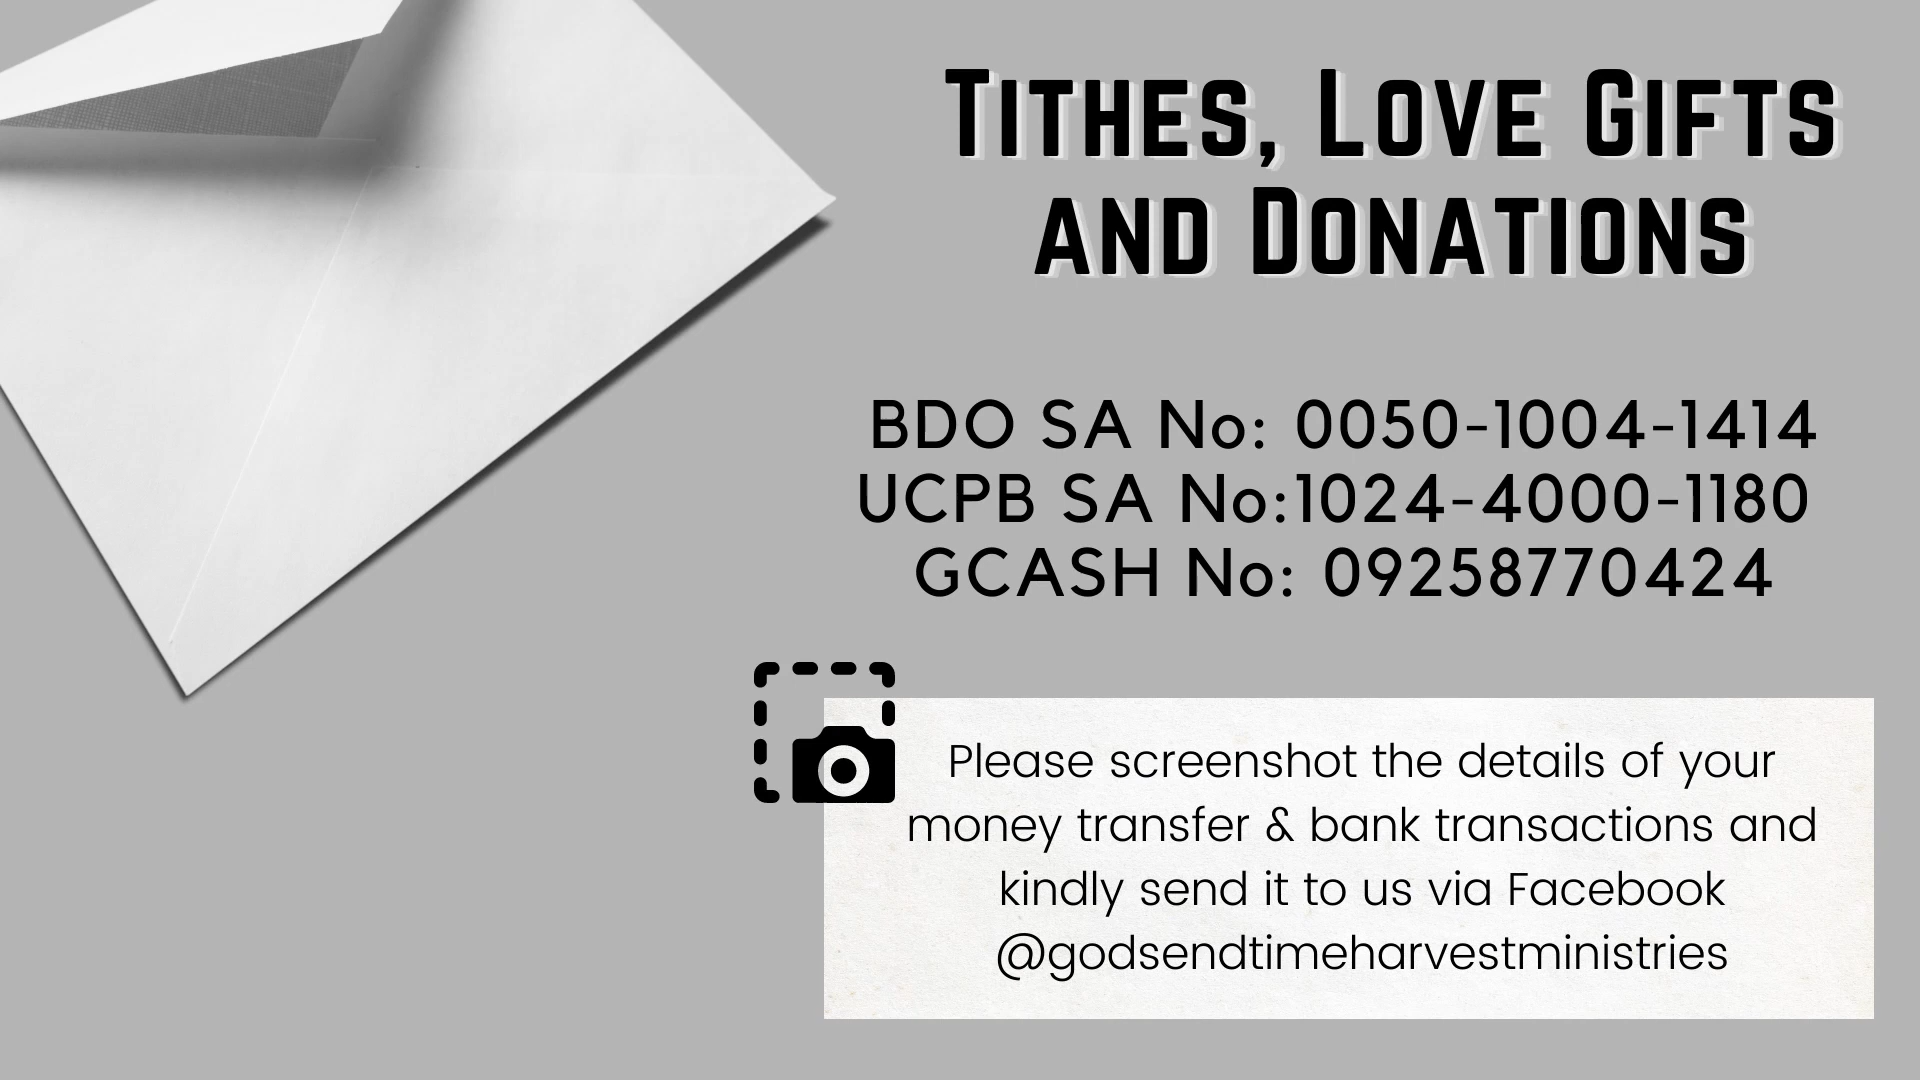 Tithes, Love Gifts
and Donations
BDO SA No: 0050-1004-1414
UCPB SA No:1024-4000-1180
GCASH No: 09258770424
Please screenshot the details of your
money transfer & bank transactions and
kindly send it to us via Facebook
@godsendtimeharvestministries